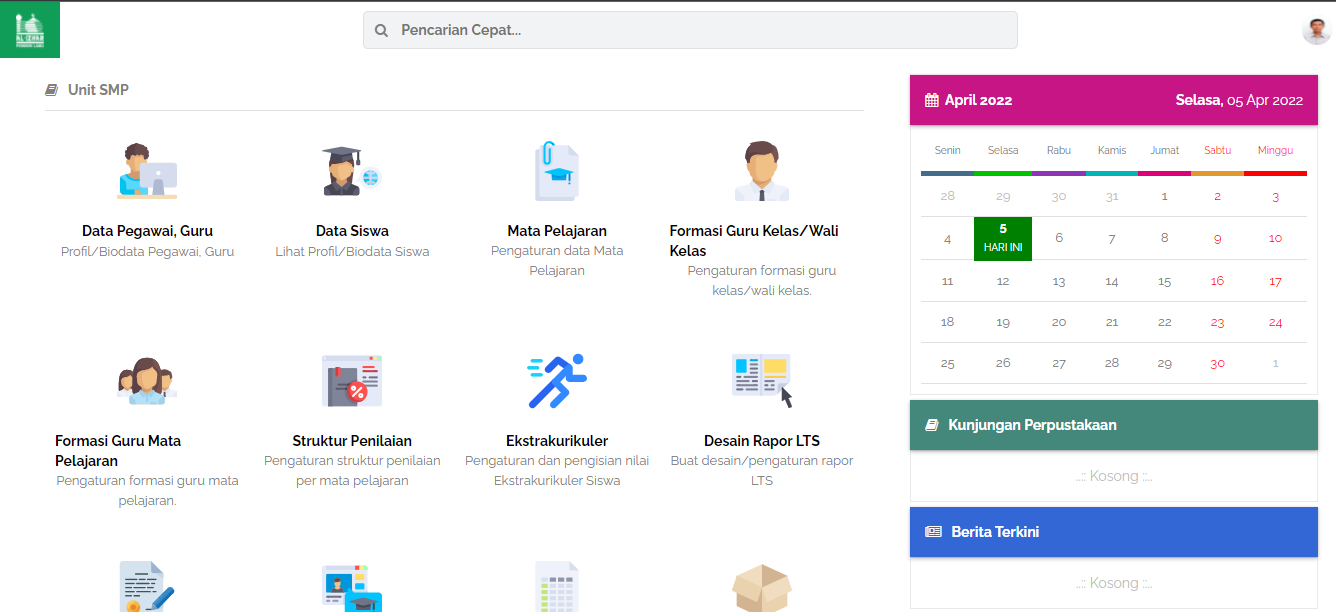 AL-IZHAR
PONDOK LABU
Pencarian Cepat...
Unit SMP
Data Pegawai, Guru
Profil/Biodata Pegawai, Guru
Data Siswa
Lihat Profil/Biodata Siswa
Mata Pelajaran
Pengaturan data Mata
Pelajaran
Formasi Guru Kelas/Wali
Kelas
Pengaturan formasi guru
kelas/wali kelas.
Formasi Guru Mata
Pelajaran
Pengaturan formasi guru mata
pelajaran.
Struktur Penilaian
Pengaturan struktur penilaian
per mata pelajaran
Ekstrakurikuler
Pengaturan dan pengisian nilai
Ekstrakurikuler Siswa
Desain Rapor LTS
Buat desain/pengaturan rapor
LTS
April 2022 Selasa, 05 Apr 2022
Senin Selasa Rabu Kamis Jumat Sabtu Minggu
28 29 30 31 1 2 3
4 5 6 7 8 9 10
HARI INI
11 12 13 14 15 16 17
18 19 20 21 22 23 24
25 26 27 28 29 30 1
Kunjungan Perpustakaan
..:: Kosong ::..
Berita Terkini
..:: Kosong ::..